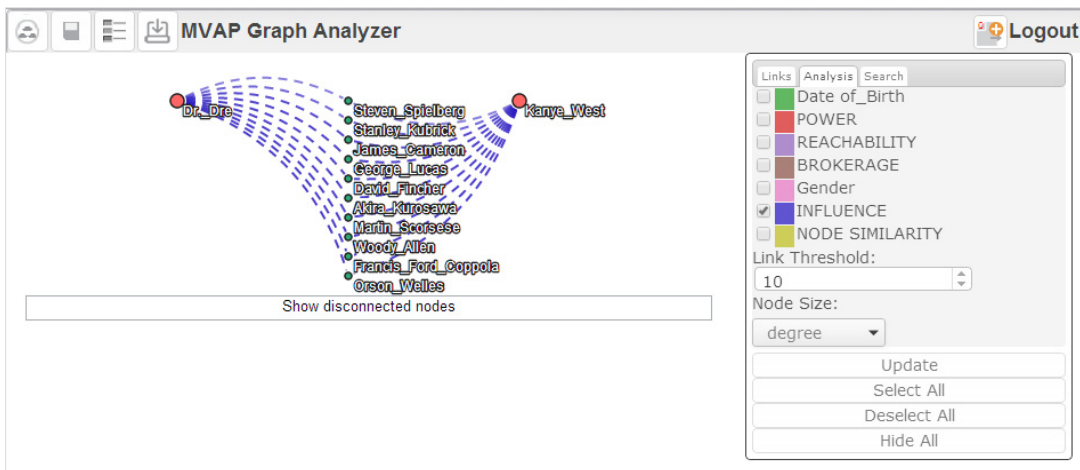 MVAP Graph Analyzer
Logout
Dr._Dre
Steven_Spielberg
Kanye_West
Stanley_Kubrick
James_Cameron
George_Lucas
David_Fincher
Akira_Kurosawa
Martin_Scorsese
Woody_Allen
Francis_Ford_Coppola
Orson_Welles
Show disconnected nodes
Links Analysis Search
Date of_Birth
POWER
REACHABILITY
BROKERAGE
Gender
INFLUENCE
NODE SIMILARITY
Link Threshold:
10
Node Size:
degree
Update
Select All
Deselect All
Hide All